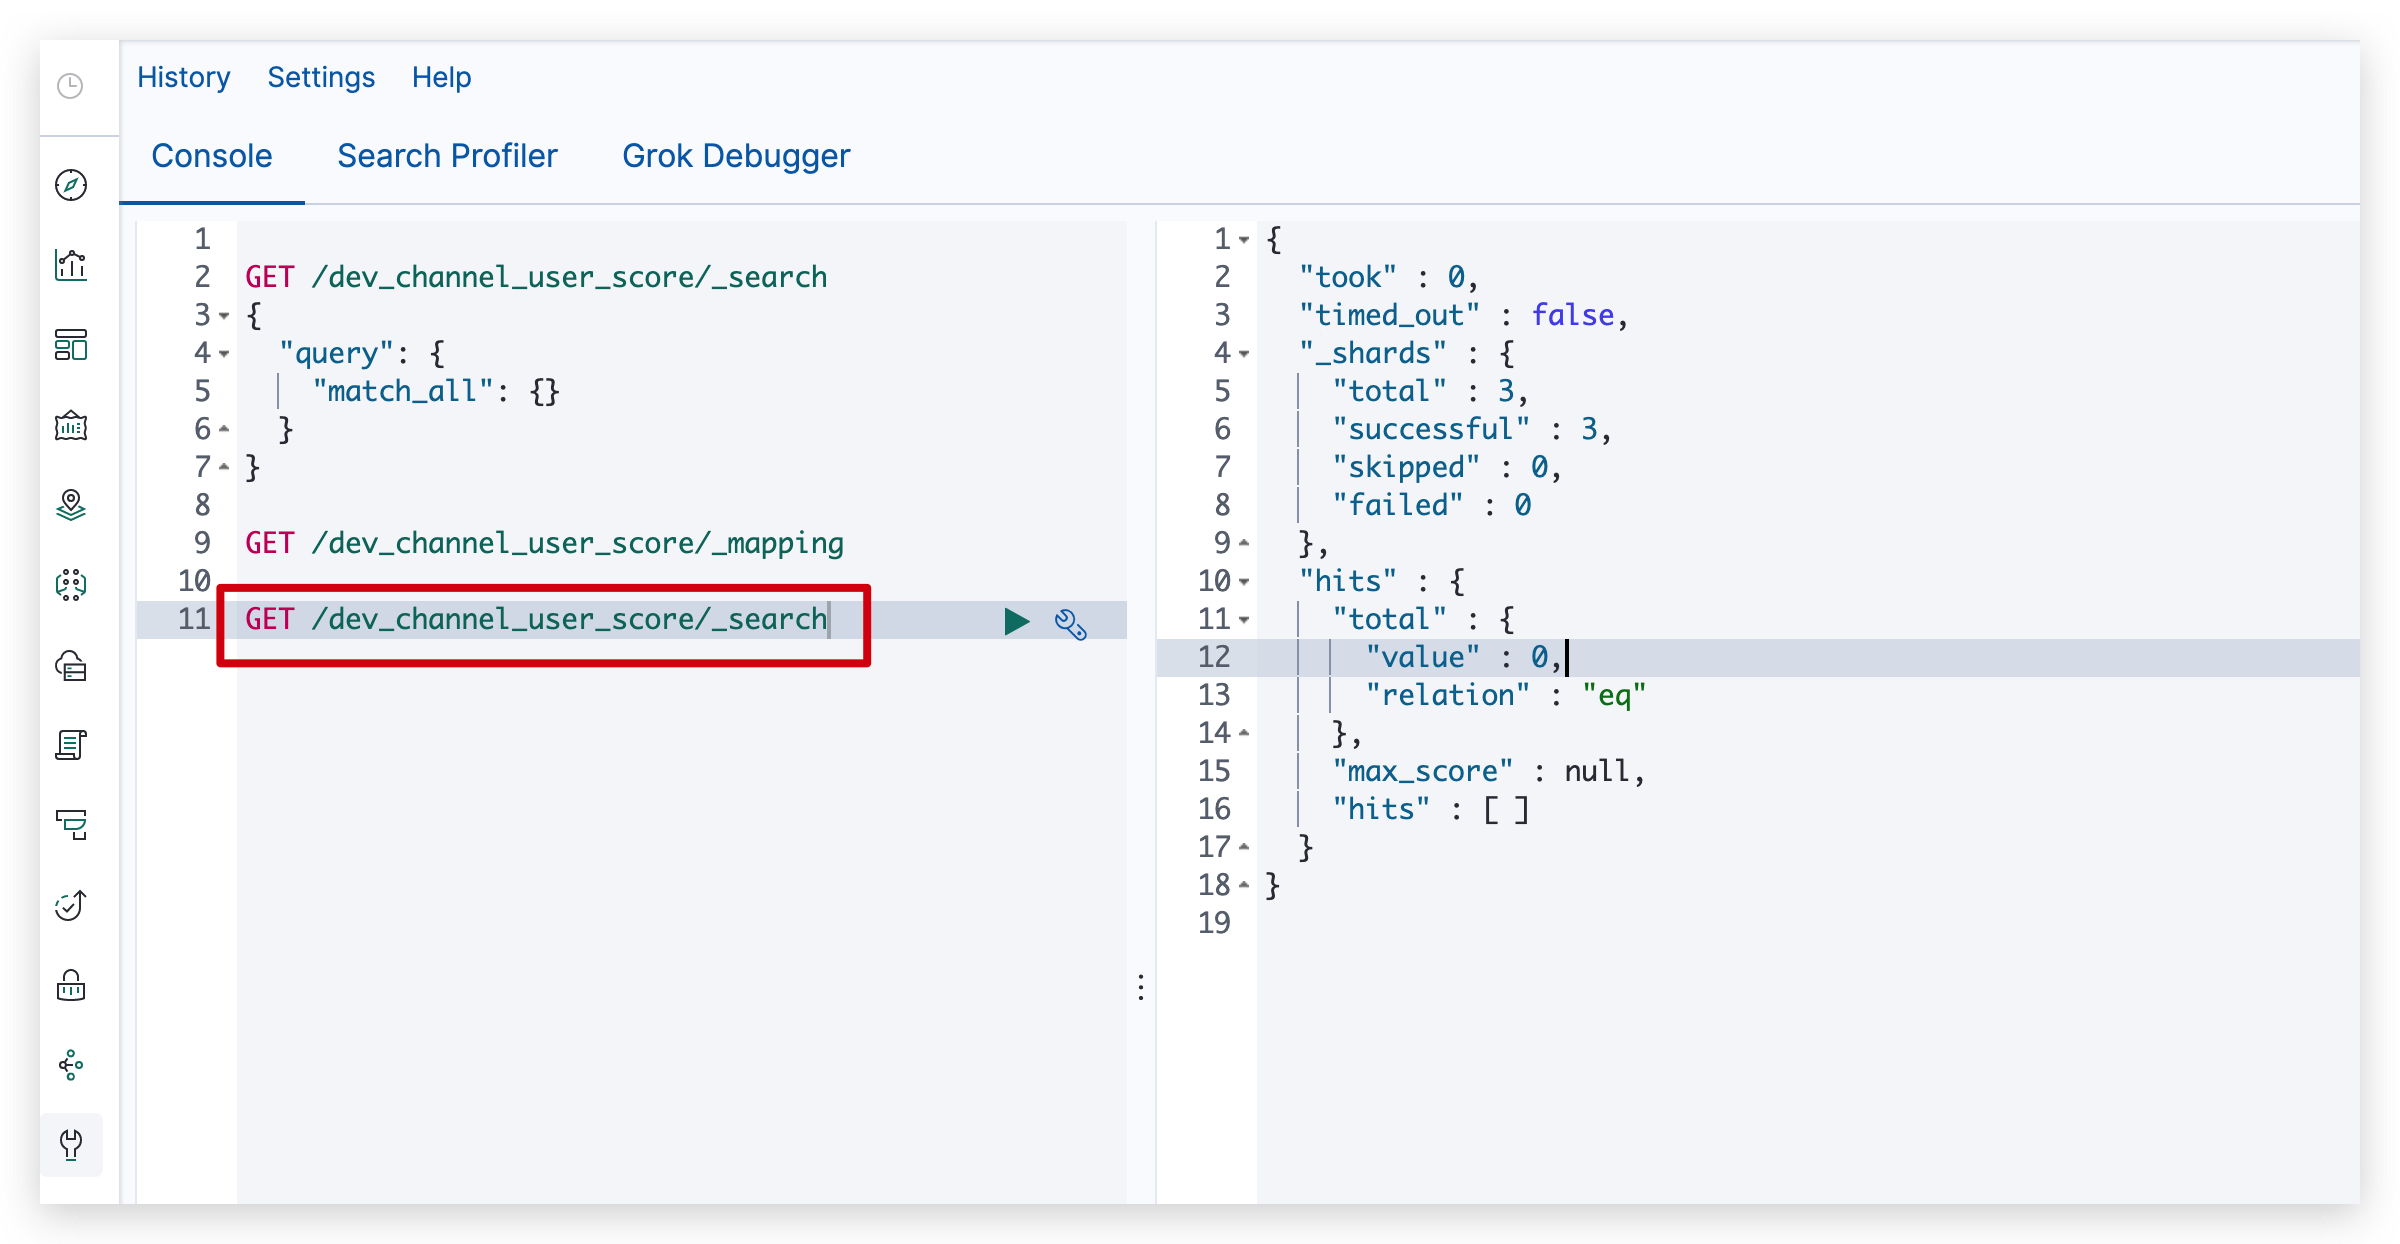 History Settings Help
Console Search Profiler Grok Debugger
1
2 GET /dev_channel_user_score/_search
3 {
4 "query": {
5 "match_all": {}
6 }
7 }
8
9 GET /dev_channel_user_score/_mapping
10
11 GET /dev_channel_user_score/_search
1 {
2 "took" : 0,
3 "timed_out" : false,
4 "_shards" : {
5 "total" : 3,
6 "successful" : 3,
7 "skipped" : 0,
8 "failed" : 0
9 },
10 "hits" : {
11 "total" : {
12 "value" : 0,
13 "relation" : "eq"
14 },
15 "max_score" : null,
16 "hits" : [ ]
17 }
18 }
19